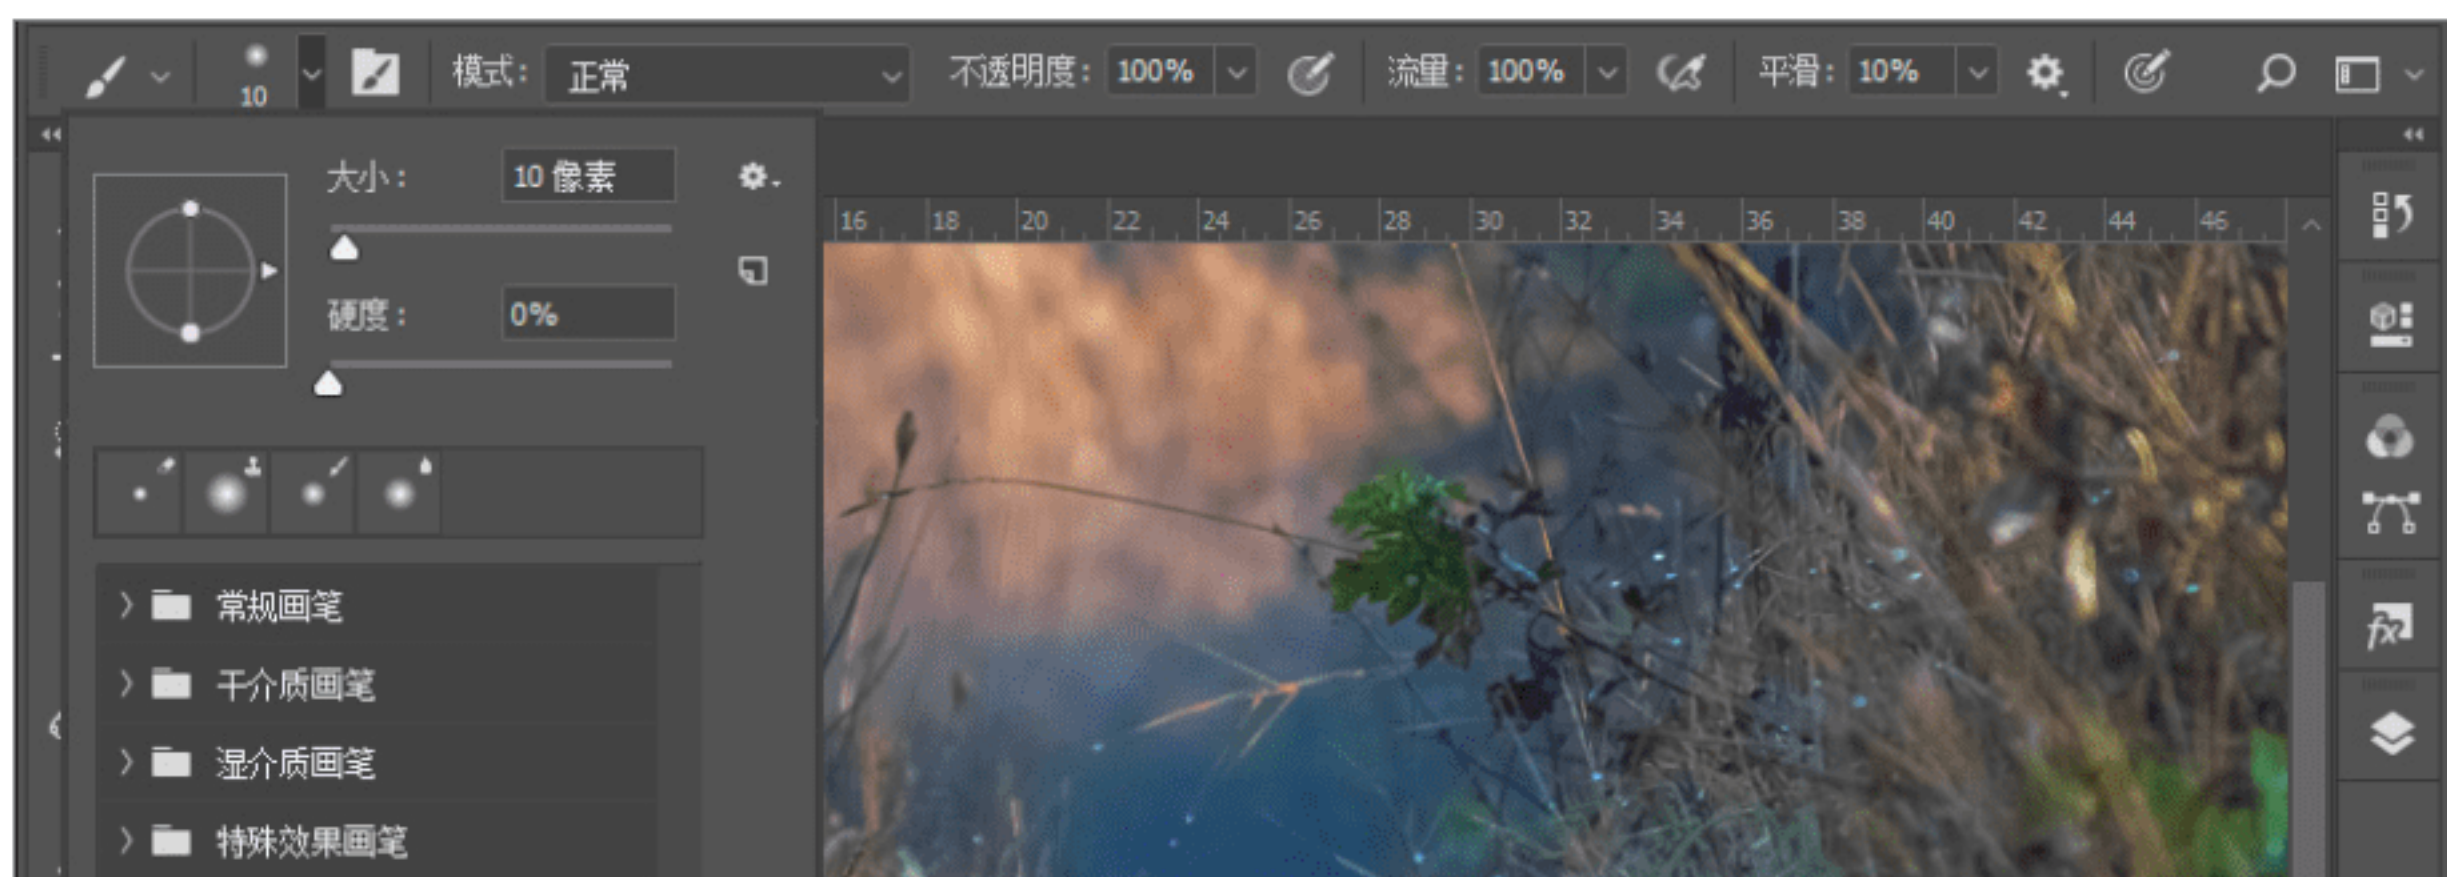 模式： 正常 不透明度： 100% 流量： 100% 平滑： 10%
10
大小： 10 像素
16 18 20 22 24 26 28 30 32 34 36 38 40 42 44 46
硬度： 0%
常规画笔
干介质画笔
湿介质画笔
特殊效果画笔
fx